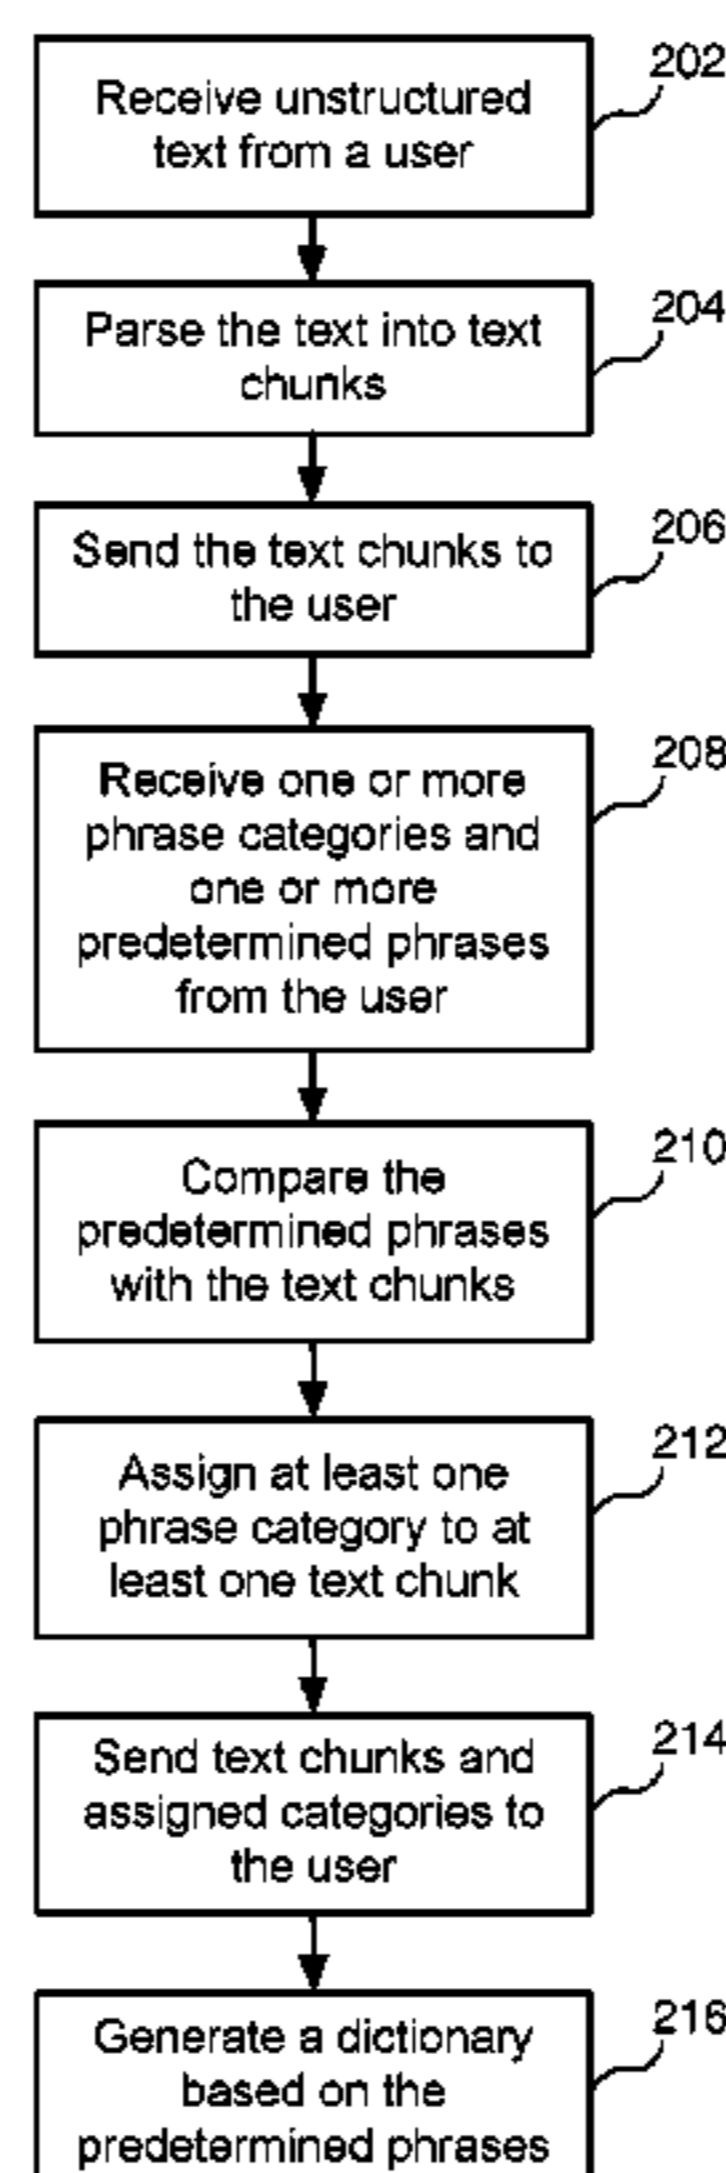 Receive unstructured 202
text from a user
Parse the text into text 204
chunks
Send the text chunks to 206
the user
Receive one or more 208
phrase categories and
one or more
predetermined phrases
from the user
Compare the 210
predetermined phrases
with the text chunks
Assign at least one 212
phrase category to at
least one text chunk
Send text chunks and 214
assigned categories to
the user
Generate a dictionary 216
based on the
predetermined phrases